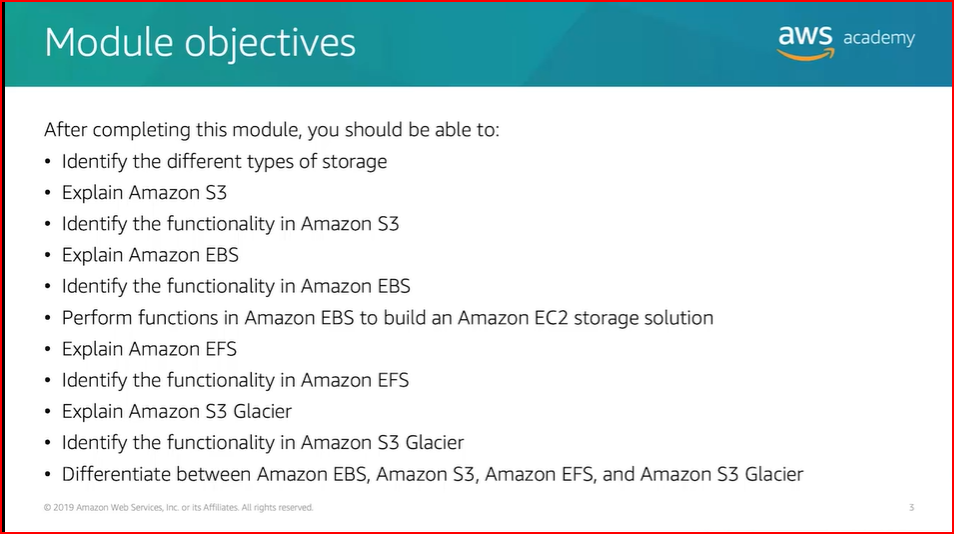 Module objectives
aws academy
After completing this module, you should be able to:
• Identify the different types of storage
• Explain Amazon S3
• Identify the functionality in Amazon S3
• Explain Amazon EBS
• Identify the functionality in Amazon EBS
• Perform functions in Amazon EBS to build an Amazon EC2 storage solution
• Explain Amazon EFS
• Identify the functionality in Amazon EFS
• Explain Amazon S3 Glacier
• Identify the functionality in Amazon S3 Glacier
• Differentiate between Amazon EBS, Amazon S3, Amazon EFS, and Amazon S3 Glacier
© 2019 Amazon Web Services, Inc. or its Affiliates. All rights reserved.
3